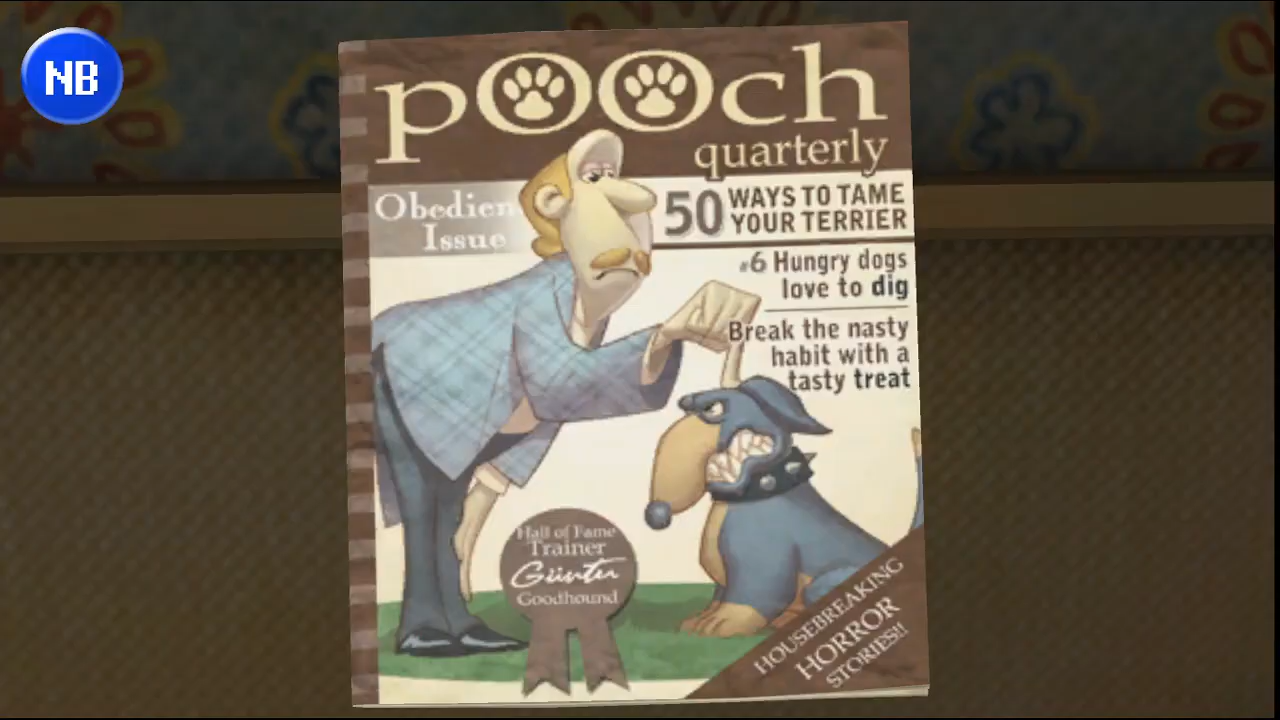 NB
pooch
quarterly
Obedien
Issue
50 WAYS TO TAME
YOUR TERRIER
#6 Hungry dogs
love to dig
Break the nasty
habit with a
tasty treat
Hall of Fame
Trainer
Günter
Goodhound
HOUSEBREAKING
HORROR
STORIES!!